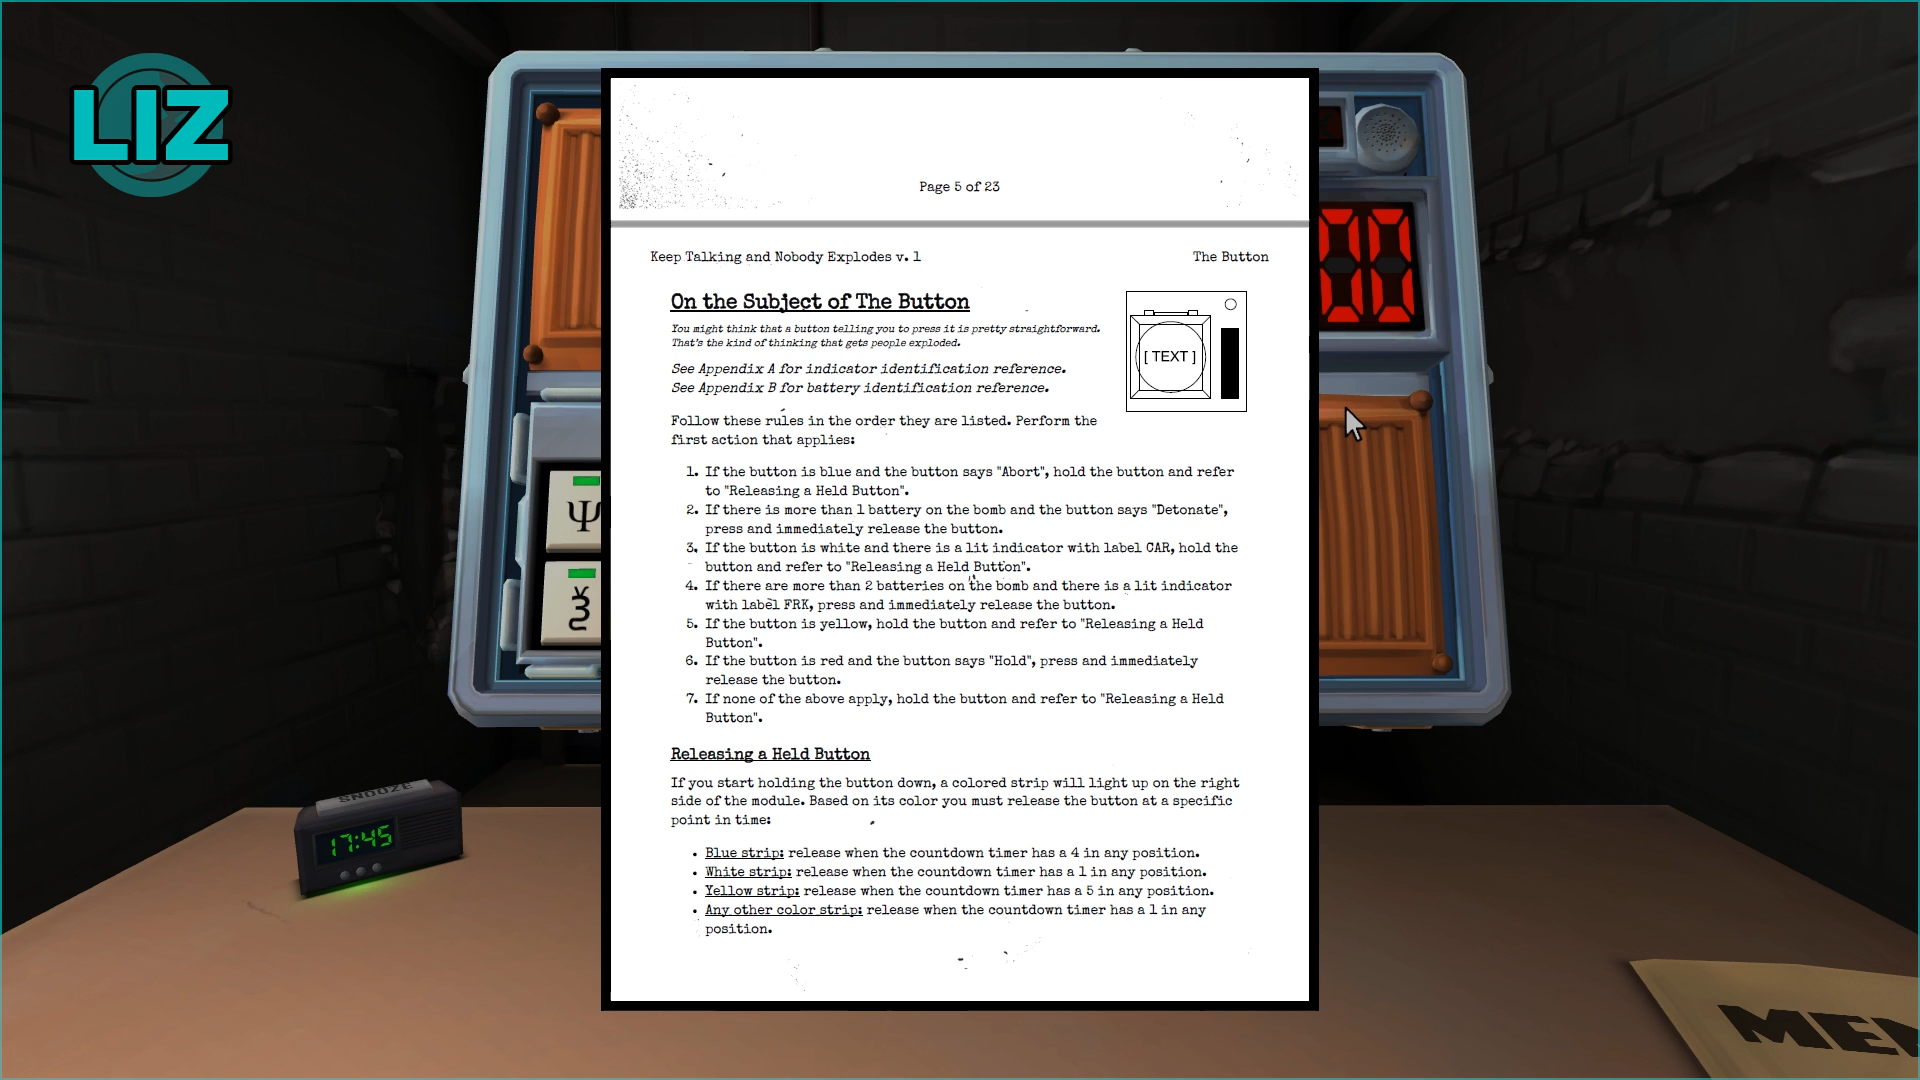 LIZ
Page 5 of 23
Keep Talking and Nobody Explodes v. 1
The Button
On the Subject of The Button
You might think that a button telling you to press it is pretty straightforward.
That's the kind of thinking that gets people exploded.
[ TEXT ]
See Appendix A for indicator identification reference.
See Appendix B for battery identification reference.
Follow these rules in the order they are listed. Perform the
first action that applies:
1. If the button is blue and the button says "Abort", hold the button and refer
to "Releasing a Held Button".
2. If there is more than 1 battery on the bomb and the button says "Detonate",
press and immediately release the button.
3. If the button is white and there is a lit indicator with label CAR, hold the
button and refer to "Releasing a Held Button".
4. If there are more than 2 batteries on the bomb and there is a lit indicator
with label FRK, press and immediately release the button.
5. If the button is yellow, hold the button and refer to "Releasing a Held
Button".
6. If the button is red and the button says "Hold", press and immediately
release the button.
7. If none of the above apply, hold the button and refer to "Releasing a Held
Button".
Releasing a Held Button
If you start holding the button down, a colored strip will light up on the right
side of the module. Based on its color you must release the button at a specific
point in time:
• Blue strip: release when the countdown timer has a 4 in any position.
• White strip: release when the countdown timer has a 1 in any position.
• Yellow strip: release when the countdown timer has a 5 in any position.
• Any other color strip: release when the countdown timer has a 1 in any
position.
00
Ψ
SNOOZE
17:45